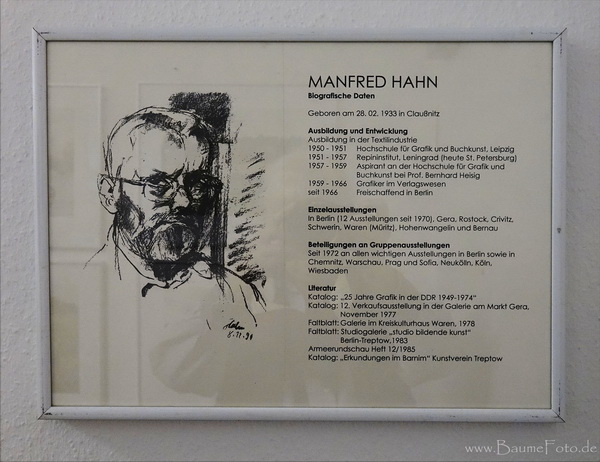 MANFRED HAHN
Biografische Daten
Geboren am 28. 02. 1933 in Claußnitz
Ausbildung und Entwicklung
Ausbildung in der Textilindustrie
1950 - 1951 Hochschule für Grafik und Buchkunst, Leipzig
1951 - 1957 Repininstitut, Leningrad (heute St. Petersburg)
1957 - 1959 Aspirant an der Hochschule für Grafik und
Buchkunst bei Prof. Bernhard Heisig
1959 - 1966 Grafiker im Verlagswesen
seit 1966 Freischaffend in Berlin
Einzelausstellungen
In Berlin (12 Ausstellungen seit 1970), Gera, Rostock, Crivitz,
Schwerin, Waren (Müritz), Hohenwangelin und Bernau
Beteiligungen an Gruppenausstellungen
Seit 1972 an allen wichtigen Ausstellungen in Berlin sowie in
Chemnitz, Warschau, Prag und Sofia, Neukölln, Köln,
Wiesbaden
Literatur
Katalog: „25 Jahre Grafik in der DDR 1949-1974"
Katalog: 12. Verkaufsausstellung in der Galerie am Markt Gera,
November 1977
Faltblatt: Galerie im Kreiskulturhaus Waren, 1978
Faltblatt: Studiogalerie „studio bildende kunst"
Berlin-Treptow,1983
Armeerundschau Heft 12/1985
Katalog: „Erkundungen im Barnim" Kunstverein Treptow
www.BaumeFoto.de